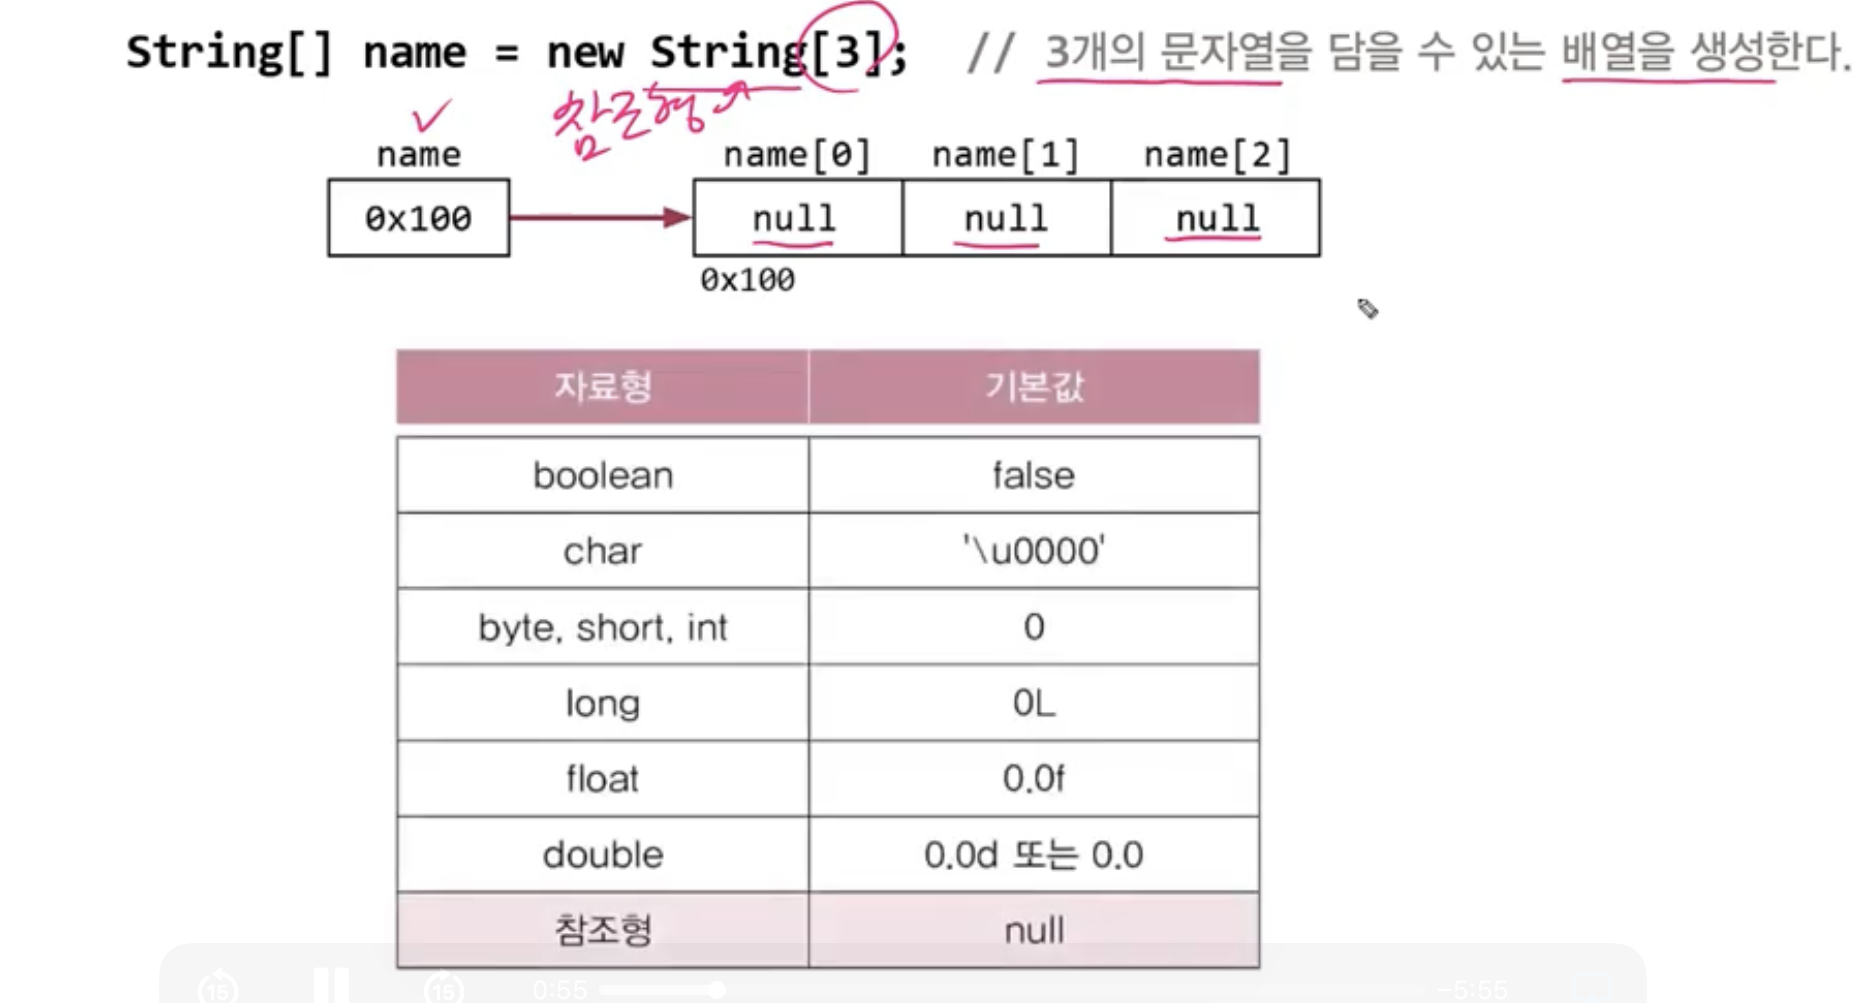 String[] name = new String[3]; // 3개의 문자열을 담을 수 있는 배열을 생성한다.
참조형
name name[0] name[1] name[2]
0x100 null null null
0x100
자료형 기본값
boolean false
char '\u0000'
byte, short, int 0
long 0L
float 0.0f
double 0.0d 또는 0.0
참조형 null
15 15 0:55 -5:55